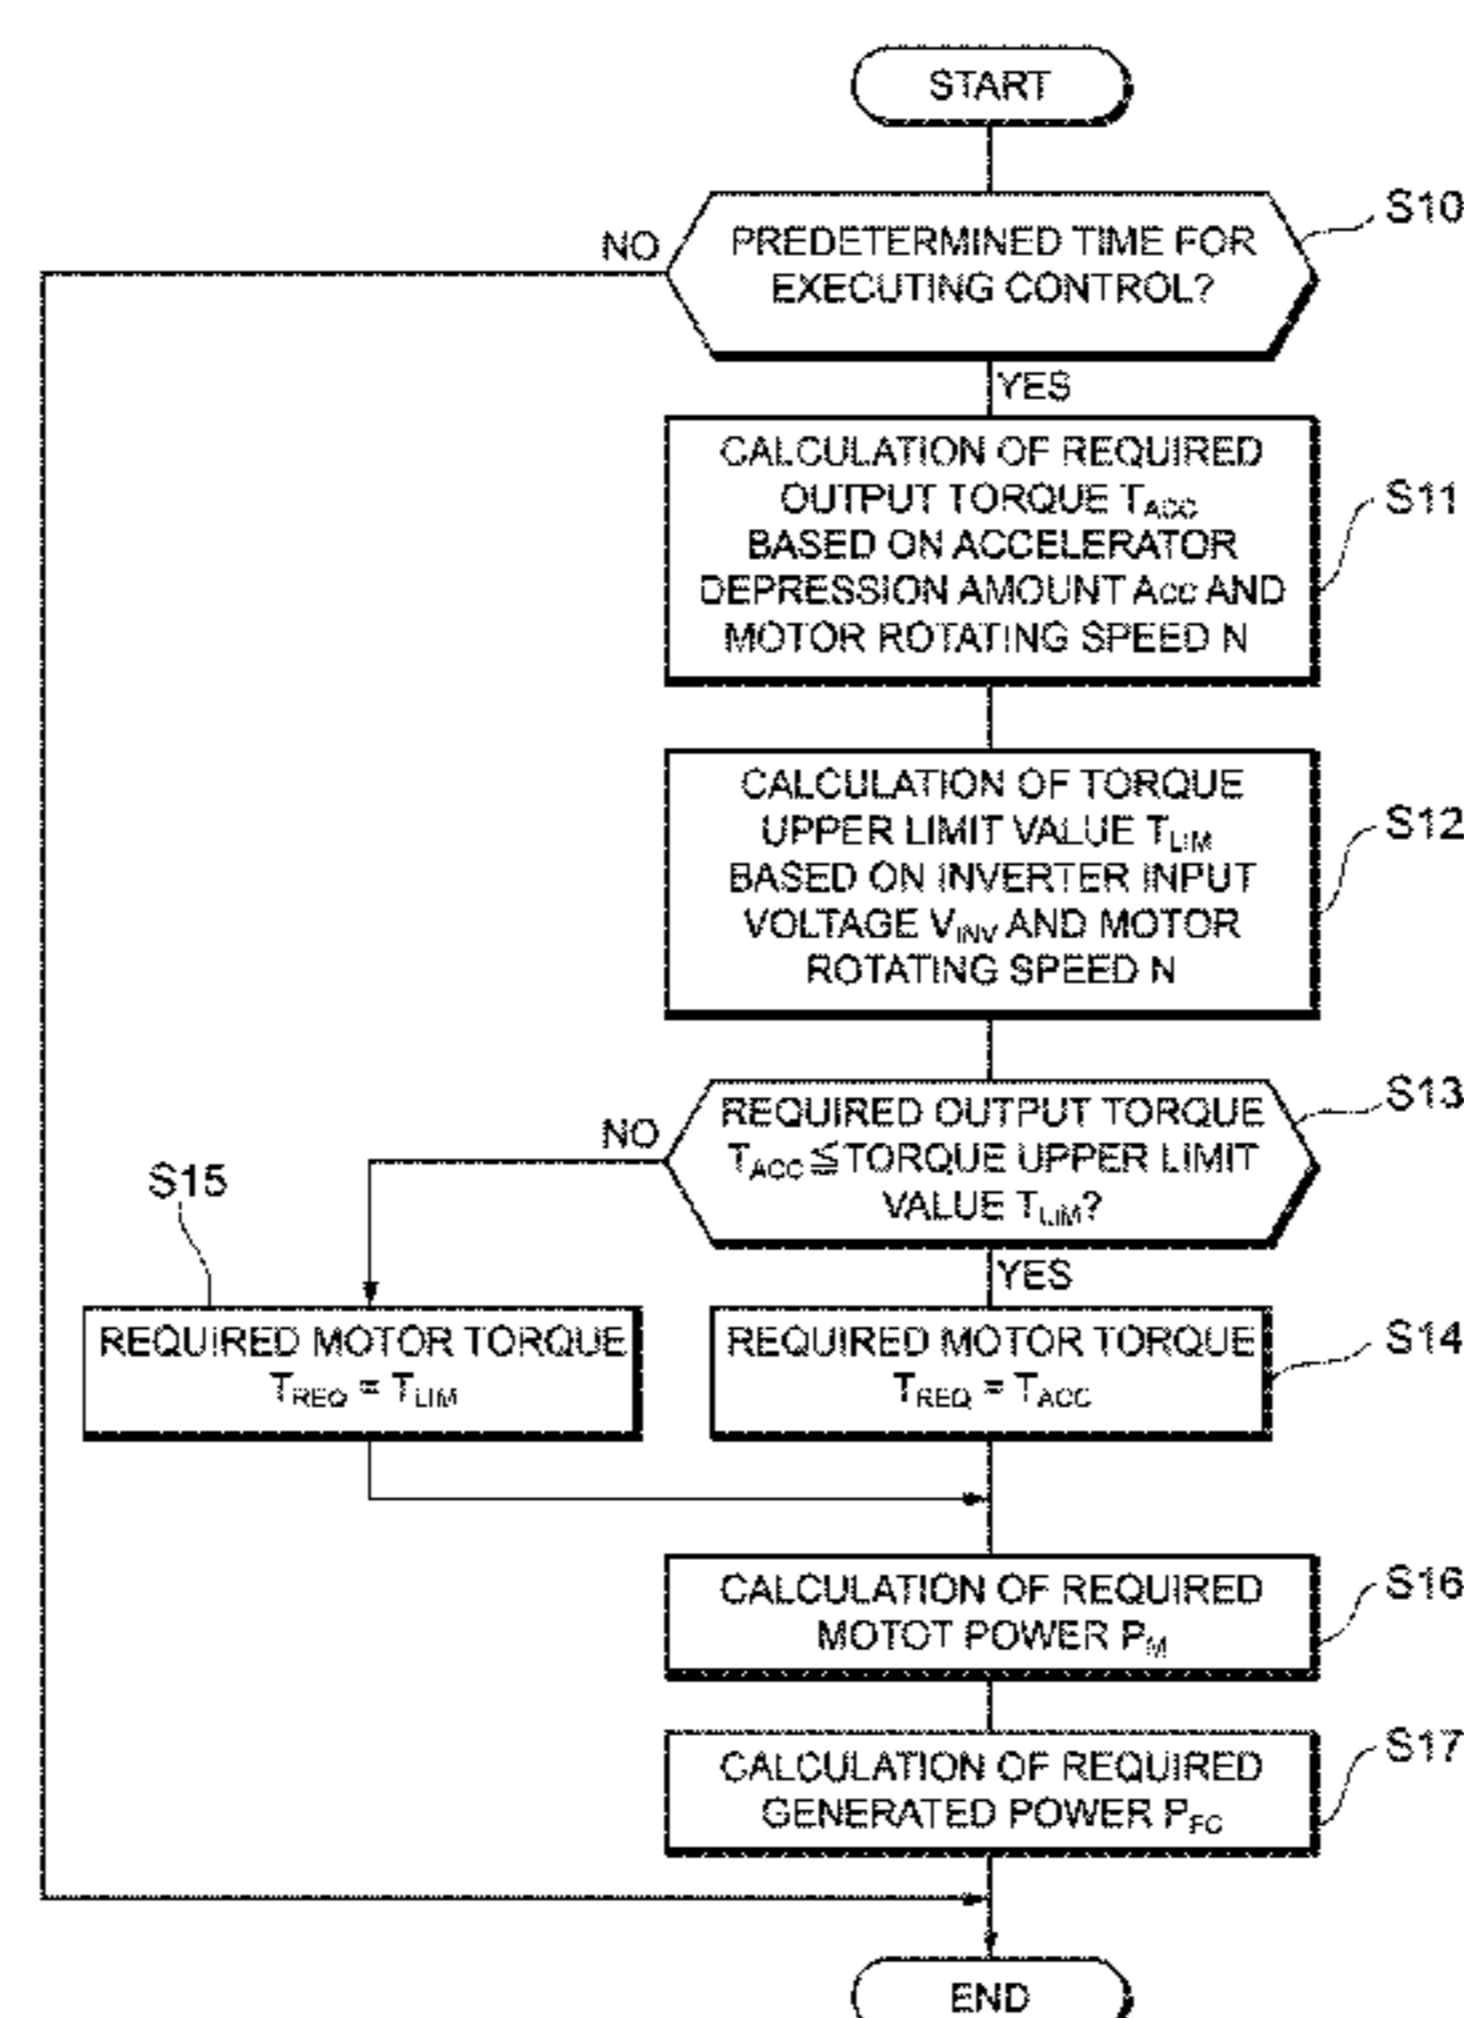 START
S10
NO
PREDETERMINED TIME FOR
EXECUTING CONTROL?
YES
CALCULATION OF REQUIRED
OUTPUT TORQUE TACC
BASED ON ACCELERATOR
DEPRESSION AMOUNT Acc AND
MOTOR ROTATING SPEED N
S11
CALCULATION OF TORQUE
UPPER LIMIT VALUE TLIM
BASED ON INVERTER INPUT
VOLTAGE VINV AND MOTOR
ROTATING SPEED N
S12
S13
NO
REQUIRED OUTPUT TORQUE
TACC≦TORQUE UPPER LIMIT
VALUE TLIM?
YES
S15
REQUIRED MOTOR TORQUE
TREQ = TLIM
REQUIRED MOTOR TORQUE
TREQ = TACC
S14
CALCULATION OF REQUIRED
MOTOT POWER PM
S16
CALCULATION OF REQUIRED
GENERATED POWER PFC
S17
END